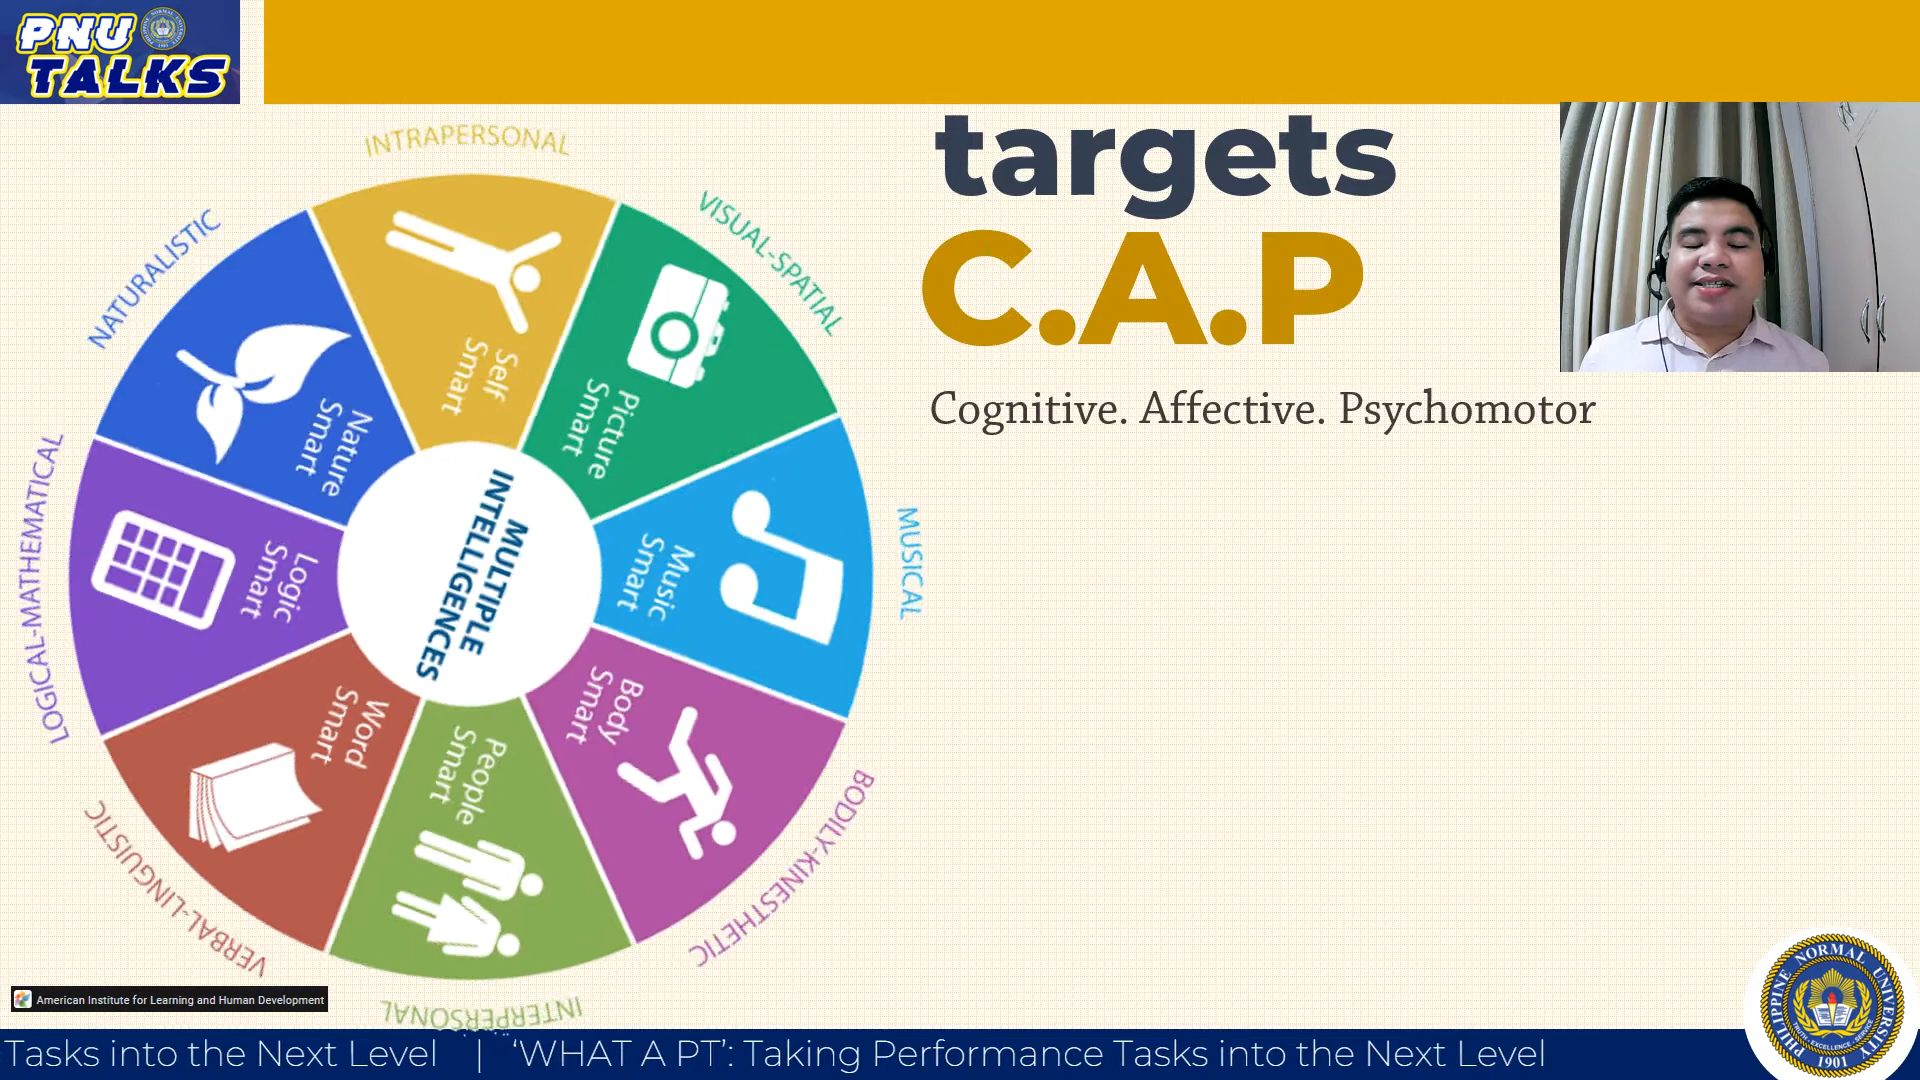 PNU
TALKS
targets
C.A.P
Cognitive. Affective. Psychomotor
INTRAPERSONAL
VISUAL-SPATIAL
MUSICAL
BODILY-KINESTHETIC
INTERPERSONAL
VERBAL-LINGUISTIC
LOGICAL-MATHEMATICAL
NATURALISTIC
Self
Smart
Picture
Smart
Music
Smart
Body
Smart
People
Smart
Word
Smart
Logic
Smart
Nature
Smart
MULTIPLE
INTELLIGENCES
American Institute for Learning and Human Development
Tasks into the Next Level | ‘WHAT A PT’: Taking Performance Tasks into the Next Level
PHILIPPINE NORMAL UNIVERSITY
1901